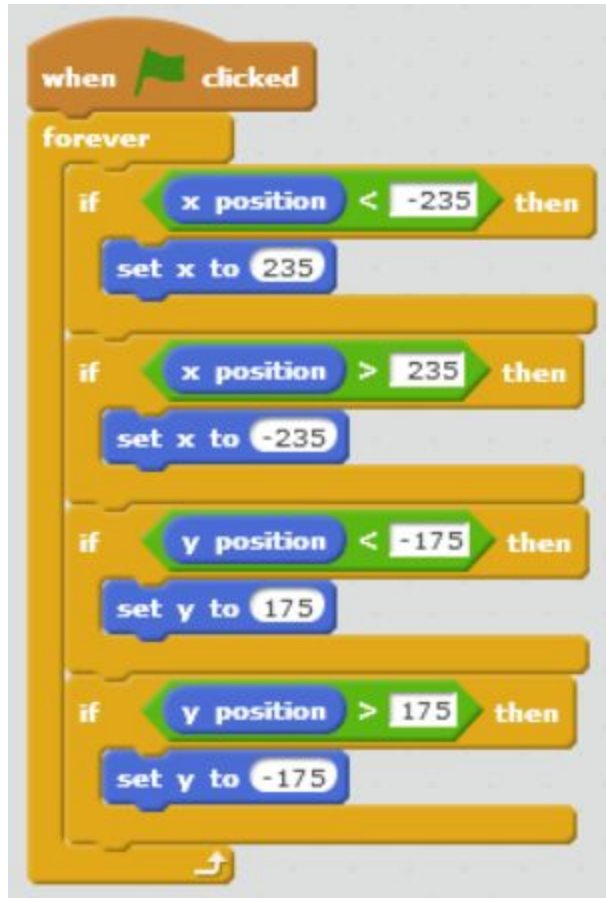 when clicked
forever
if x position < -235 then
set x to 235
if x position > 235 then
set x to -235
if y position < -175 then
set y to 175
if y position > 175 then
set y to -175